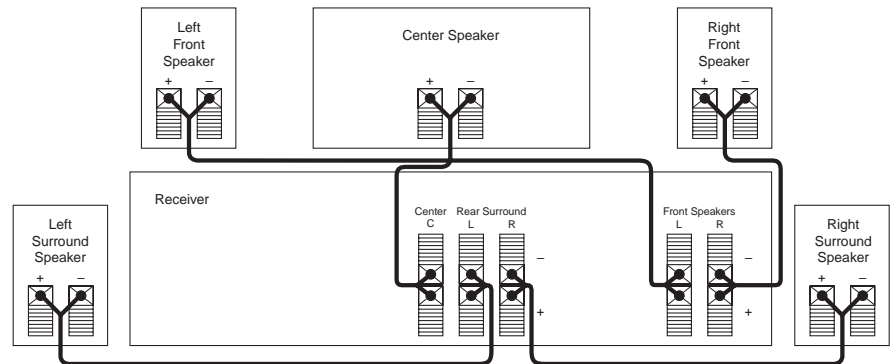 Left
Front
Speaker
+ –
Center Speaker
+ –
Right
Front
Speaker
+ –
Receiver
Center
C
Rear Surround
L R
–
+
Front Speakers
L R
–
+
Left
Surround
Speaker
+ –
Right
Surround
Speaker
+ –